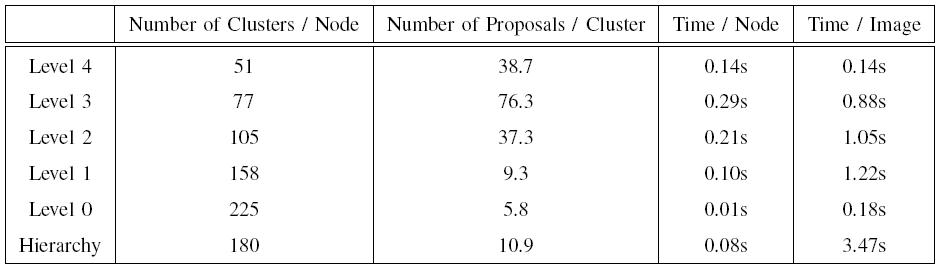 Number of Clusters / Node Number of Proposals / Cluster Time / Node Time / Image
Level 4 51 38.7 0.14s 0.14s
Level 3 77 76.3 0.29s 0.88s
Level 2 105 37.3 0.21s 1.05s
Level 1 158 9.3 0.10s 1.22s
Level 0 225 5.8 0.01s 0.18s
Hierarchy 180 10.9 0.08s 3.47s